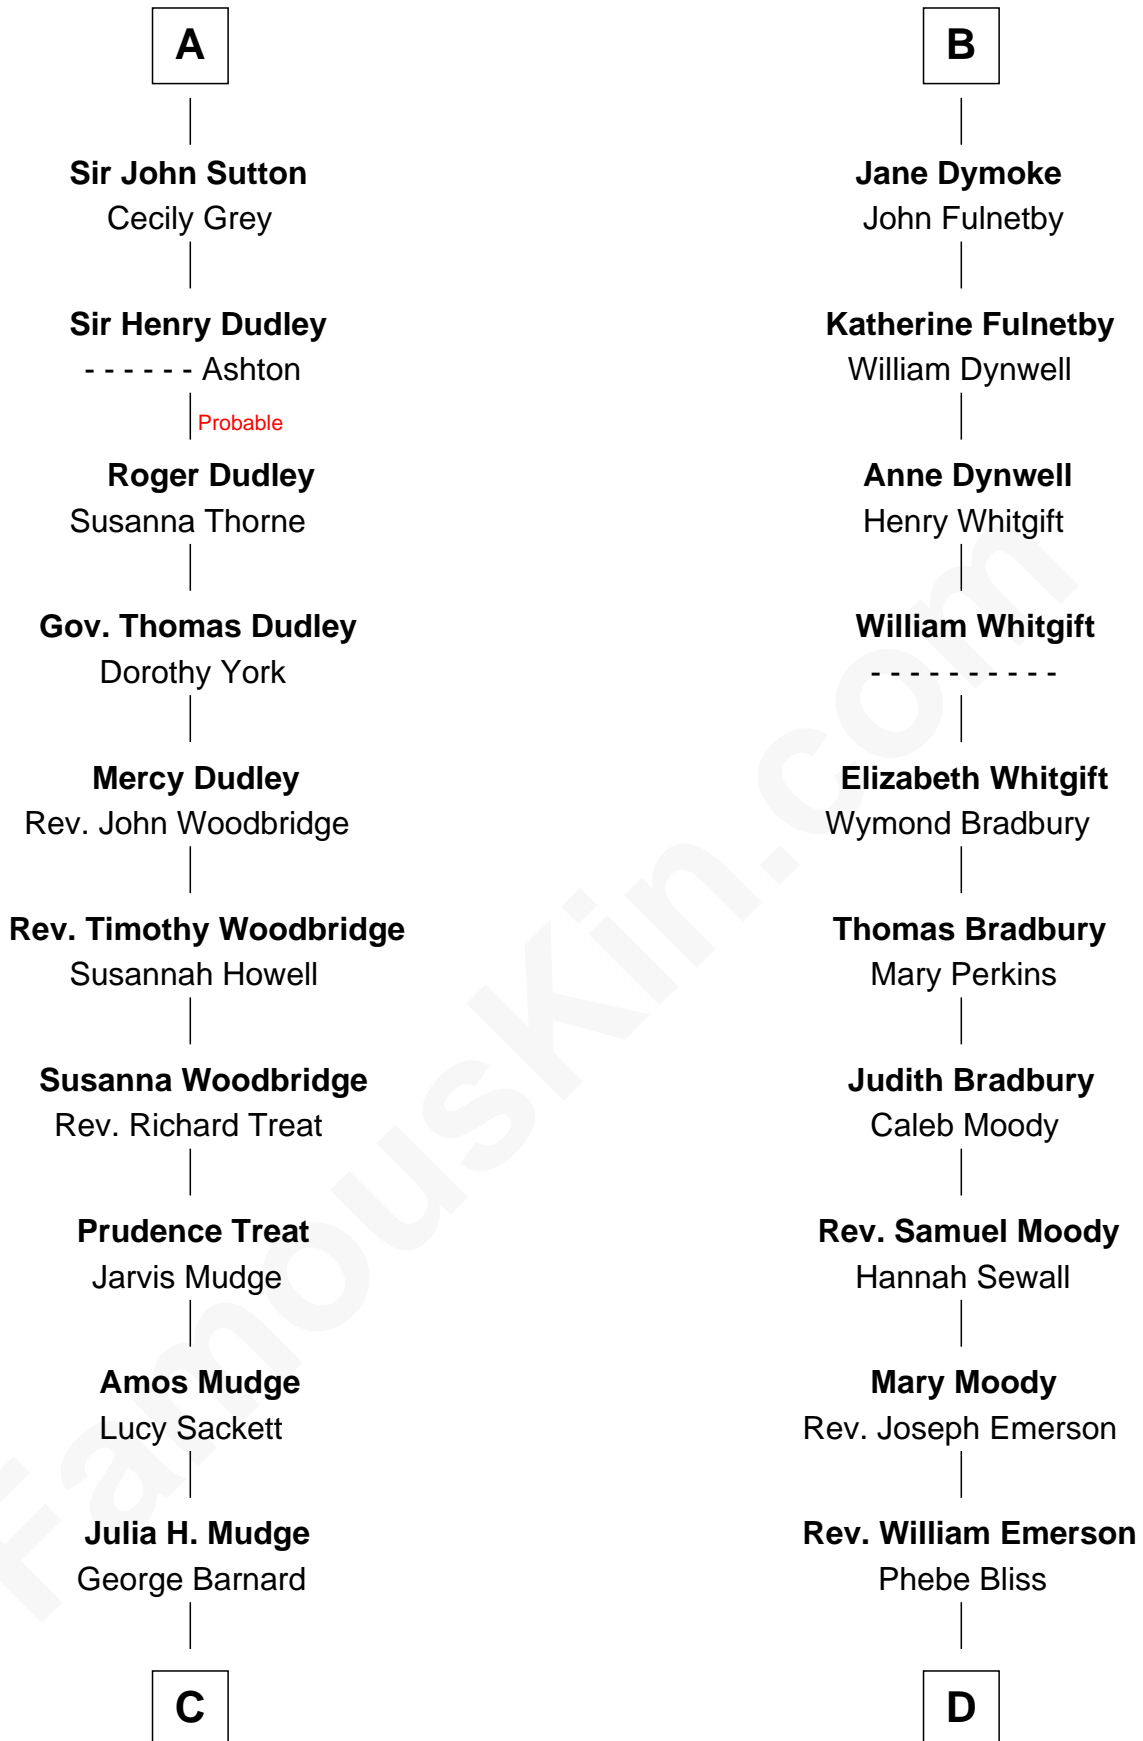 A
Sir John Sutton
Cecily Grey
Sir Henry Dudley
- - - - - - Ashton
Probable
Roger Dudley
Susanna Thorne
Gov. Thomas Dudley
Dorothy York
Mercy Dudley
Rev. John Woodbridge
Rev. Timothy Woodbridge
Susannah Howell
Susanna Woodbridge
Rev. Richard Treat
Prudence Treat
Jarvis Mudge
Amos Mudge
Lucy Sackett
Julia H. Mudge
George Barnard
C
B
Jane Dymoke
John Fulnetby
Katherine Fulnetby
William Dynwell
Anne Dynwell
Henry Whitgift
William Whitgift
- - - - - - - - - -
Elizabeth Whitgift
Wymond Bradbury
Thomas Bradbury
Mary Perkins
Judith Bradbury
Caleb Moody
Rev. Samuel Moody
Hannah Sewall
Mary Moody
Rev. Joseph Emerson
Rev. William Emerson
Phebe Bliss
D
FamousKin.com